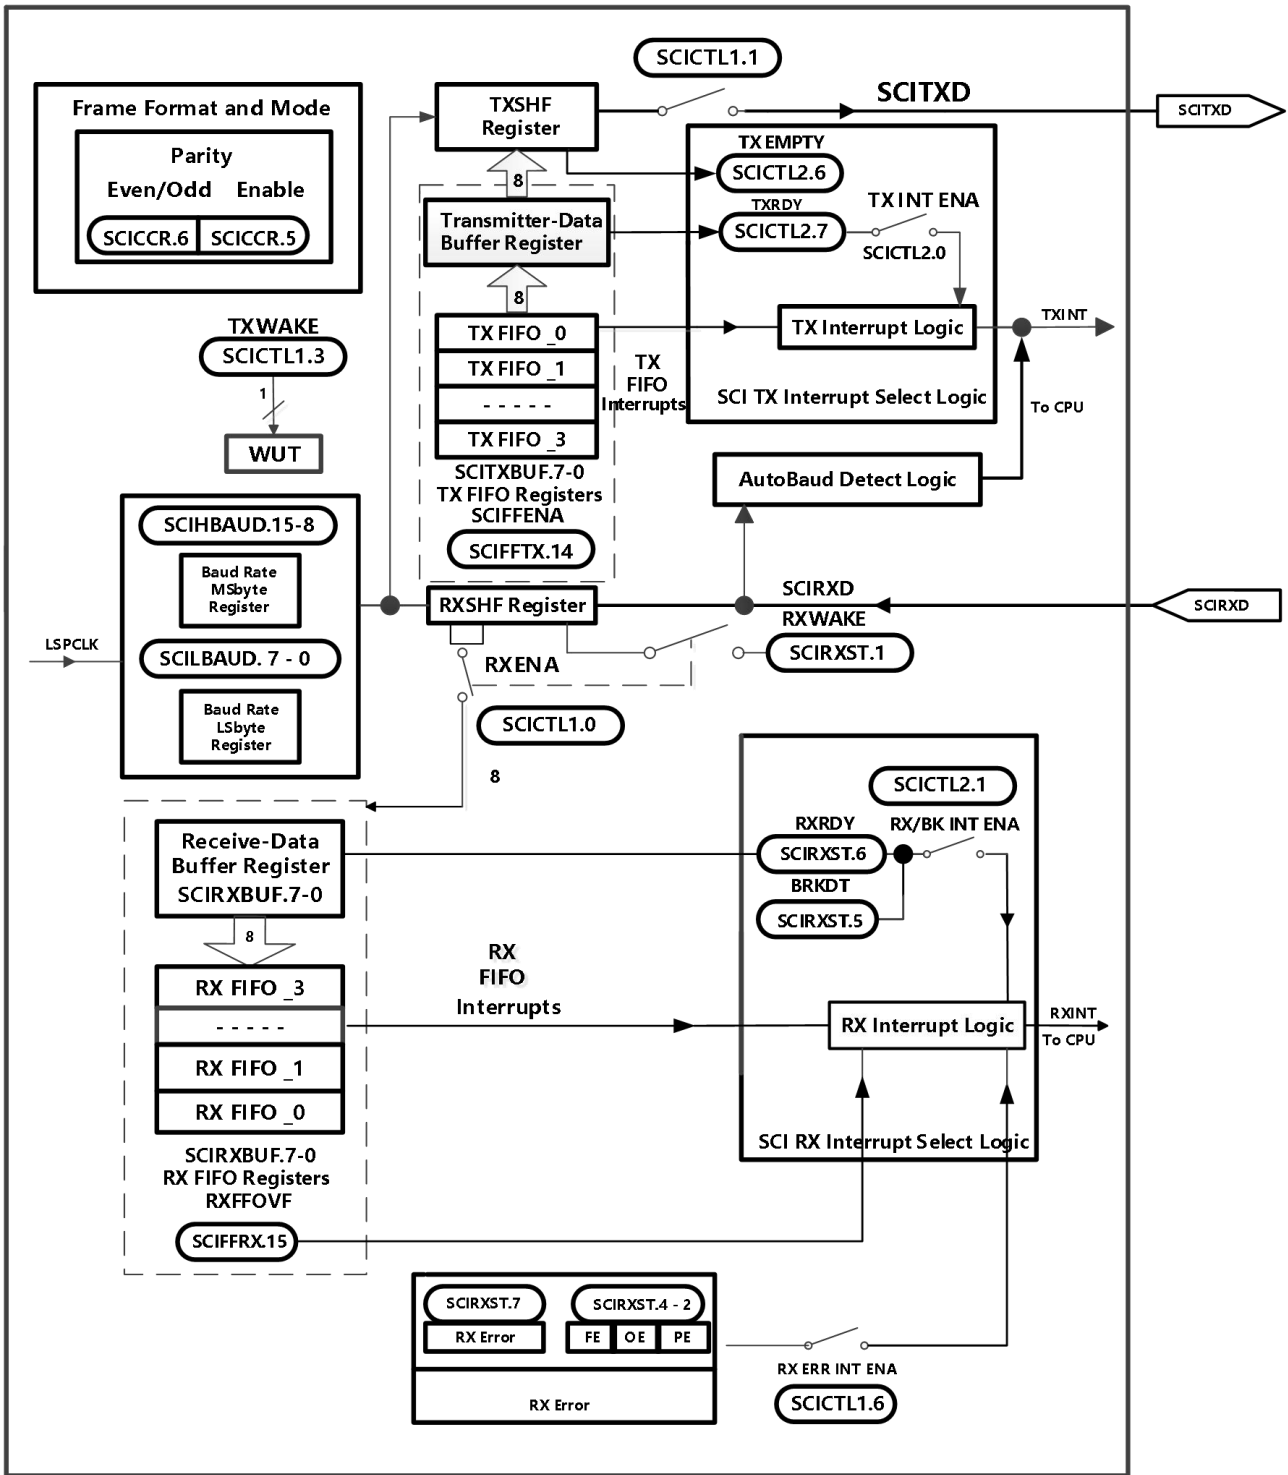 SCICTL1.1
Frame Format and Mode
Parity
Even/Odd Enable
SCICCR.6 SCICCR.5
TXSHF
Register
SCITXD
SCITXD
8
TX EMPTY
SCICTL2.6
Transmitter-Data
Buffer Register
TXRDY
SCICTL2.7
TX INT ENA
SCICTL2.0
8
TX FIFO _0
TX FIFO _1
- - - - -
TX FIFO _3
TX
FIFO
Interrupts
TX Interrupt Logic
SCI TX Interrupt Select Logic
TXINT
To CPU
TXWAKE
SCICTL1.3
1
WUT
SCITXBUF.7-0
TX FIFO Registers
SCIFFENA
SCIFFTX.14
AutoBaud Detect Logic
SCIHBAUD.15-8
Baud Rate
MSbyte
Register
LSPCLK
SCILBAUD. 7 - 0
Baud Rate
LSbyte
Register
RXSHF Register
SCIRXD
RXWAKE
SCIRXST.1
SCIRXD
RXENA
SCICTL1.0
8
Receive-Data
Buffer Register
SCIRXBUF.7-0
8
SCICTL2.1
RXRDY
RX/BK INT ENA
SCIRXST.6
BRKDT
SCIRXST.5
RX FIFO _3
- - - - -
RX FIFO _1
RX FIFO _0
RX
FIFO
Interrupts
RX Interrupt Logic
RXINT
To CPU
SCI RX Interrupt Select Logic
SCIRXBUF.7-0
RX FIFO Registers
RXFFOVF
SCIFFRX.15
SCIRXST.7
SCIRXST.4 - 2
RX Error
FE OE PE
RX Error
RX ERR INT ENA
SCICTL1.6